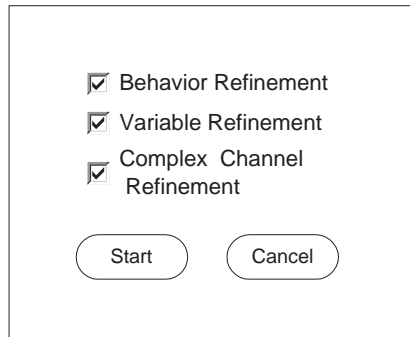 Behavior Refinement
Variable Refinement
Complex Channel
Refinement
Start
Cancel